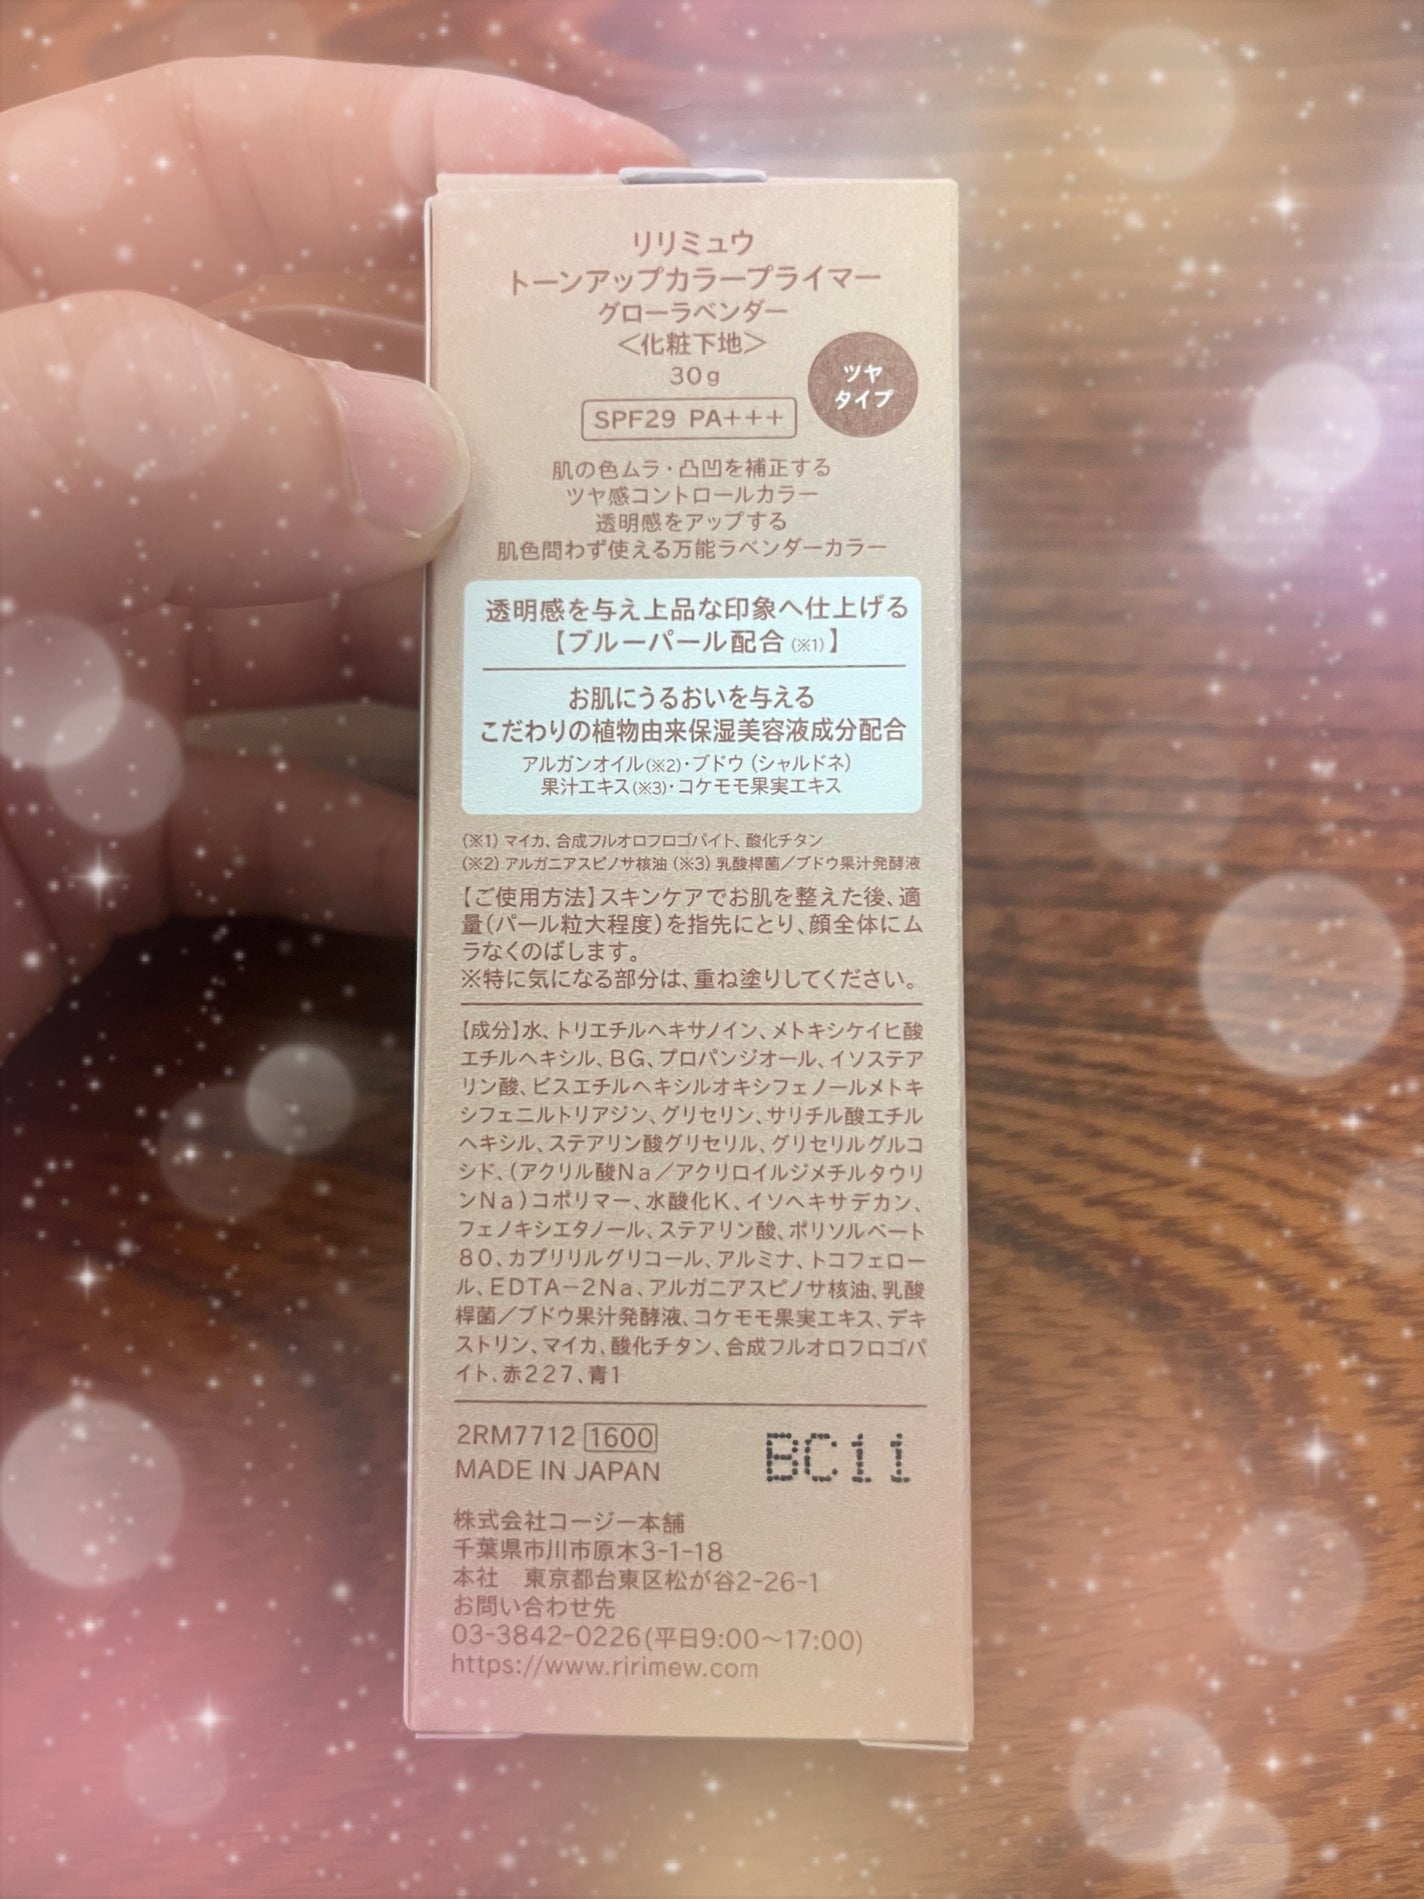 リリミュウ
トーンアップカラープライマー
グローラベンダー
＜化粧下地＞
30g
ツヤ
タイプ
SPF29 PA+++
肌の色ムラ・凸凹を補正する
ツヤ感コントロールカラー
透明感をアップする
肌色問わず使える万能ラベンダーカラー
透明感を与え上品な印象へ仕上げる
【ブルーパール配合(※1)】
お肌にうるおいを与える
こだわりの植物由来保湿美容液成分配合
アルガンオイル(※2)・ブドウ（シャルドネ）
果汁エキス(※3)・コケモモ果実エキス
(※1) マイカ、合成フルオロフロゴパイト、酸化チタン
(※2) アルガニアスピノサ核油 (※3) 乳酸桿菌／ブドウ果汁発酵液
【ご使用方法】スキンケアでお肌を整えた後、適
量（パール粒大程度）を指先にとり、顔全体にム
ラなくのばします。
※特に気になる部分は、重ね塗りしてください。
【成分】水、トリエチルヘキサノイン、メトキシケイヒ酸
エチルヘキシル、BG、プロパンジオール、イソステア
リン酸、ビスエチルヘキシルオキシフェノールメトキ
シフェニルトリアジン、グリセリン、サリチル酸エチル
ヘキシル、ステアリン酸グリセリル、グリセリルグルコ
シド、（アクリル酸Na／アクリロイルジメチルタウリ
ンNa）コポリマー、水酸化K、イソヘキサデカン、
フェノキシエタノール、ステアリン酸、ポリソルベート
80、カプリリルグリコール、アルミナ、トコフェロー
ル、EDTA－2Na、アルガニアスピノサ核油、乳酸
桿菌／ブドウ果汁発酵液、コケモモ果実エキス、デキ
ストリン、マイカ、酸化チタン、合成フルオロフロゴパ
イト、赤227、青1
2RM7712 1600
MADE IN JAPAN
BC11
株式会社コージー本舗
千葉県市川市原木3-1-18
本社　東京都台東区松が谷2-26-1
お問い合わせ先
03-3842-0226(平日9:00〜17:00)
https://www.ririmew.com